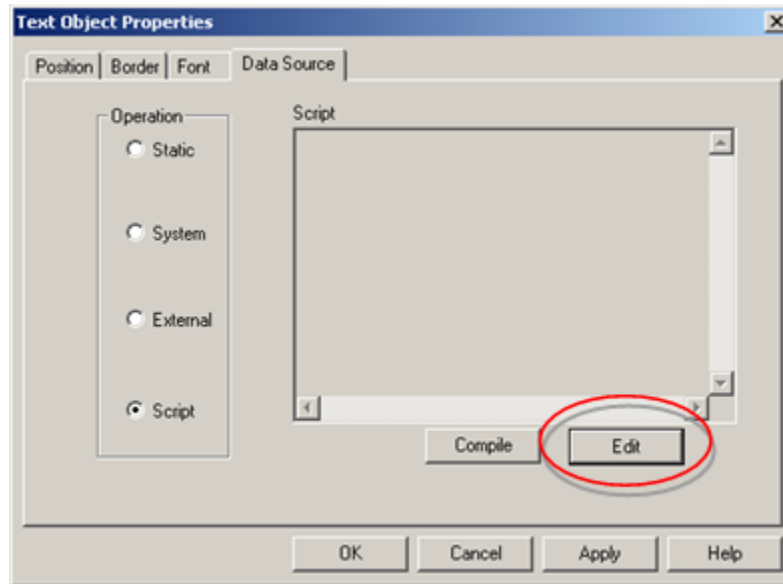 Text Object Properties
Position Border Font Data Source
Operation
Script
Static
System
External
Script
Compile Edit
OK Cancel Apply Help